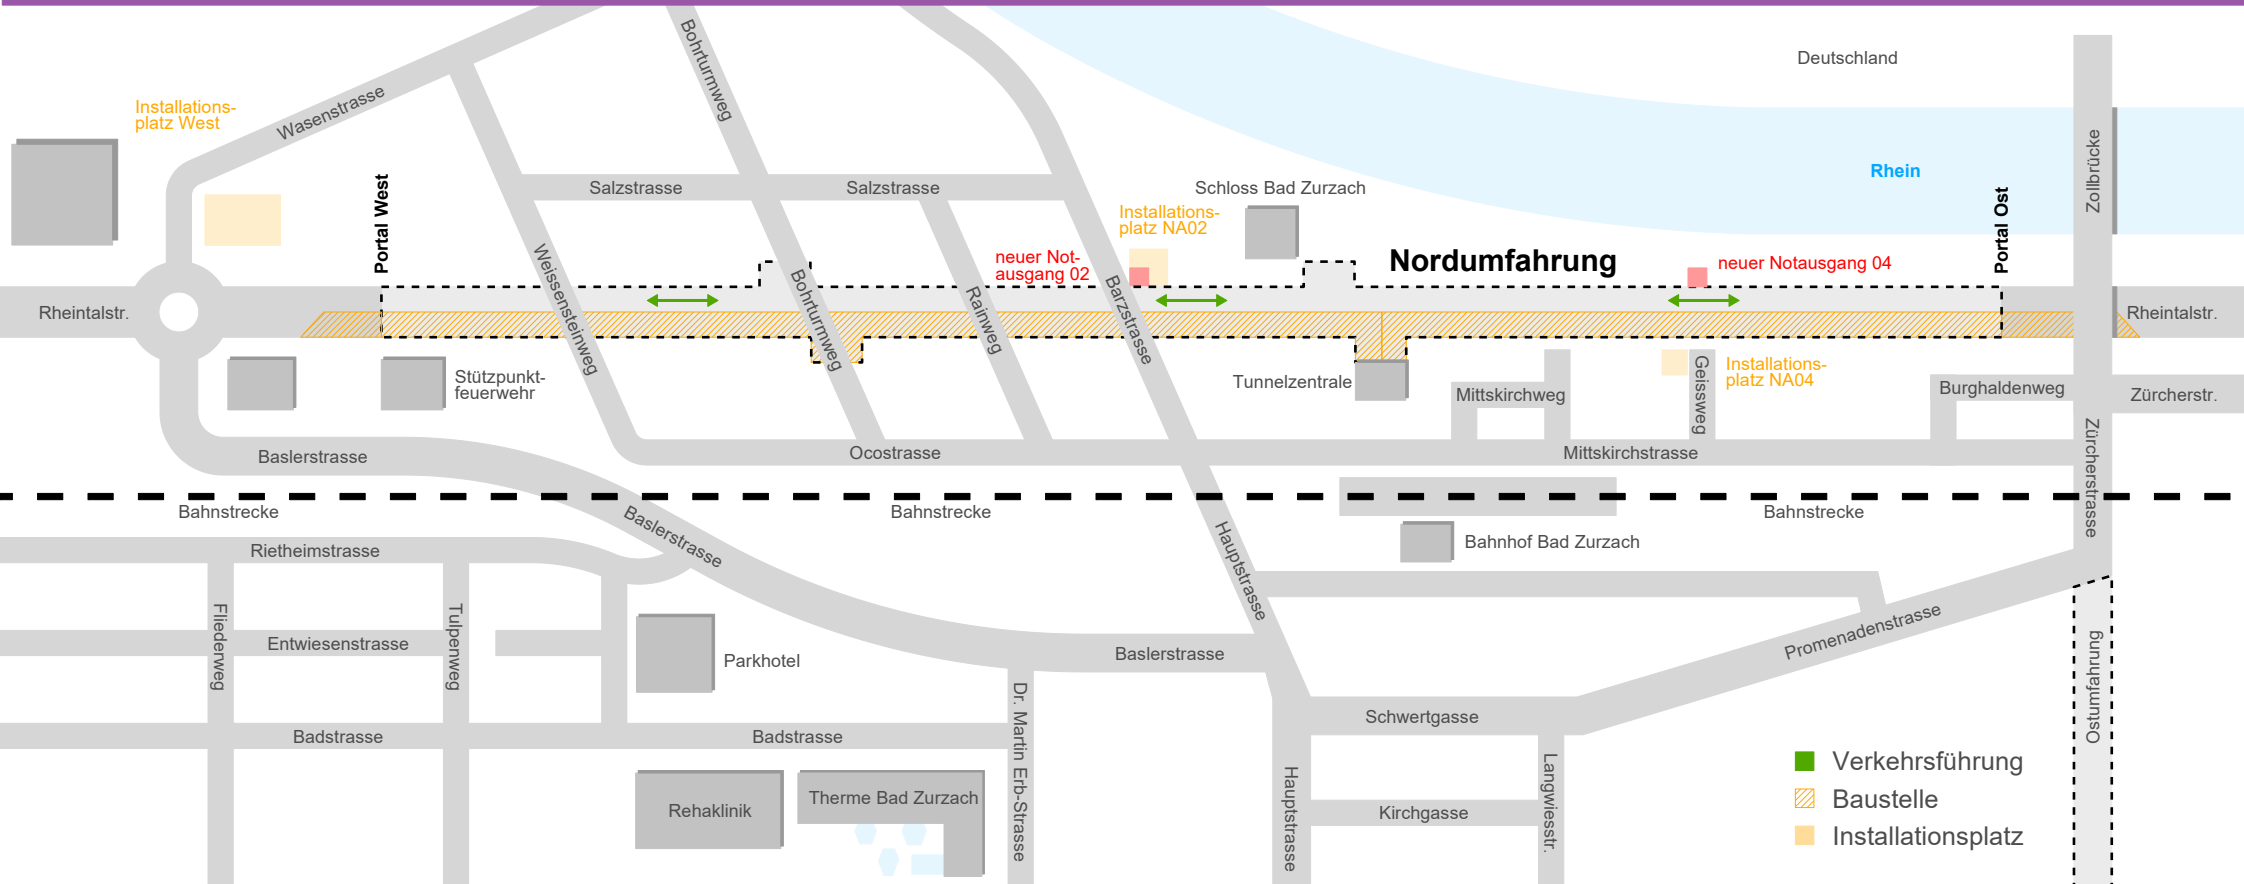 Deutschland
Bohrturmweg
Installations-
platz West
Wasenstrasse
Zollbrücke
Rhein
Portal West
Salzstrasse
Salzstrasse
Schloss Bad Zurzach
Portal Ost
Installations-
platz NA02
neuer Not-
ausgang 02
Nordumfahrung
neuer Notausgang 04
Weissensteinweg
Bohrturmweg
Rainweg
Barzstrasse
Rheintalstr.
Rheintalstr.
Stützpunkt-
feuerwehr
Tunnelzentrale
Mittskirchweg
Geissweg
Installations-
platz NA04
Burghaldenweg
Zürcherstr.
Baslerstrasse
Ocostrasse
Mittskirchstrasse
Zürcherstrasse
Bahnstrecke
Bahnstrecke
Bahnstrecke
Baslerstrasse
Hauptstrasse
Rietheimstrasse
Bahnhof Bad Zurzach
Fliedenweg
Entwiesenstrasse
Tulpenweg
Parkhotel
Baslerstrasse
Promenadenstrasse
Ostumfahrung
Badstrasse
Badstrasse
Dr. Martin Erb-Strasse
Schwertgasse
Hauptstrasse
Langwiesstr.
Rehaklinik
Therme Bad Zurzach
Kirchgasse
Verkehrsführung
Baustelle
Installationsplatz